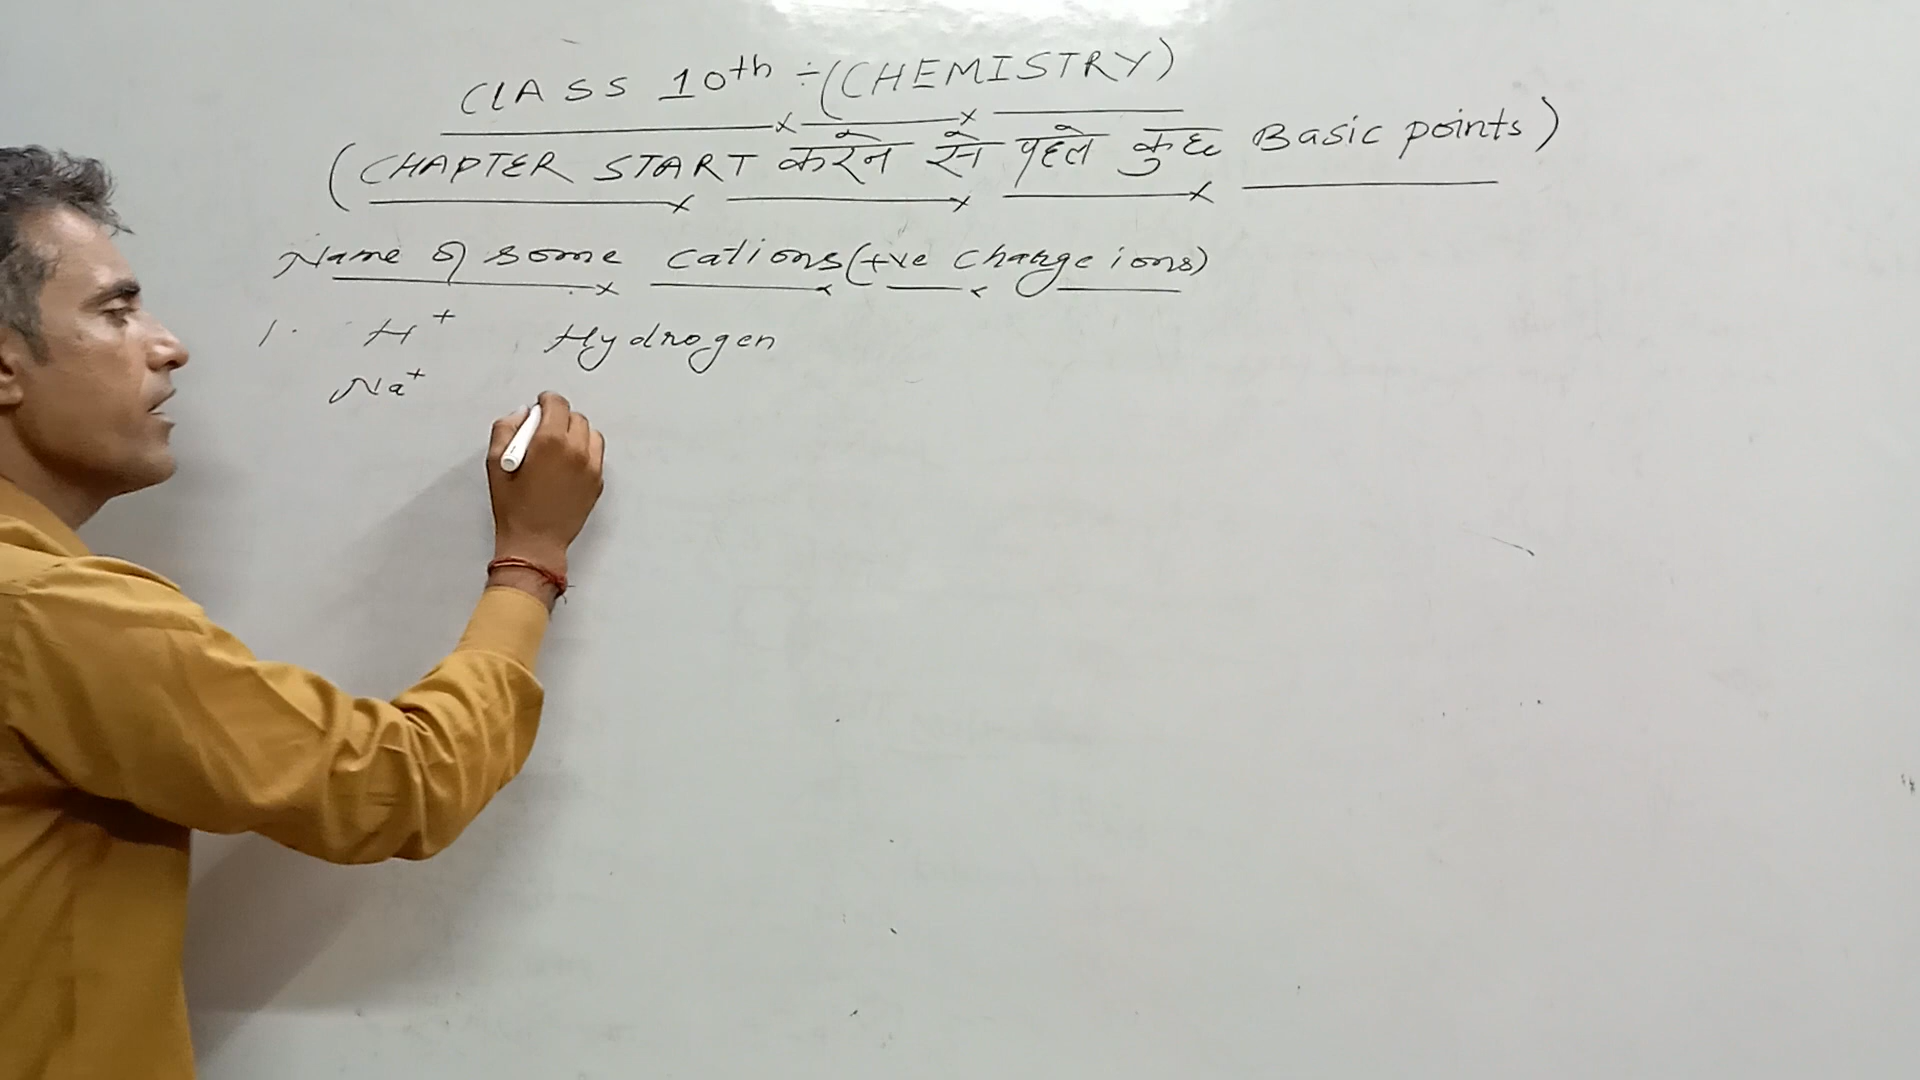 CLASS 10th ÷ (CHEMISTRY)
(CHAPTER START करने से पहले कुछ Basic points)
Name of some cations (+ve charge ions)
1. H+ Hydrogen
Na+